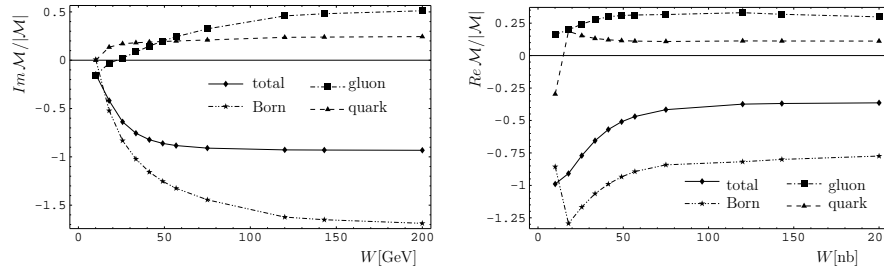 Im M/|M|
0.5
0
−0.5
−1
−1.5
total
Born
gluon
quark
0 50 100 150 200
W[GeV]
Re M/|M|
0.25
0
−0.25
−0.5
−0.75
−1
−1.25
total
Born
gluon
quark
0 50 100 150 20
W[nb]